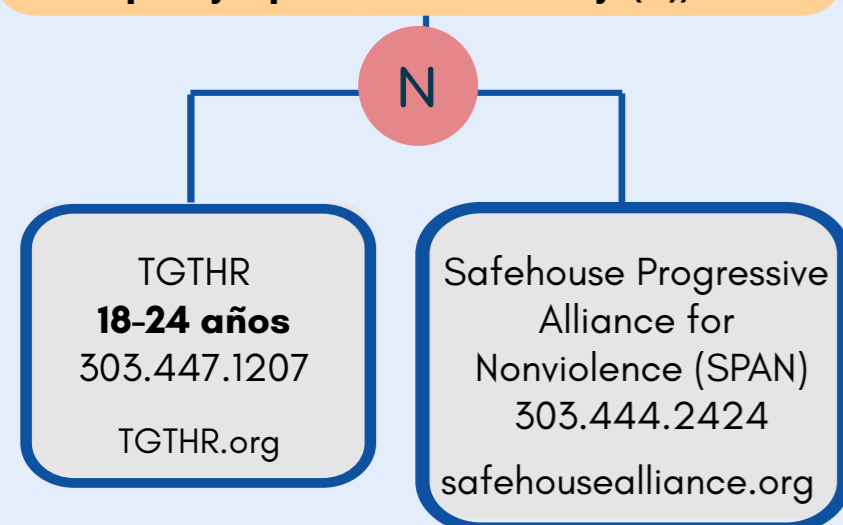 N
TGTHR
18-24 años
303.447.1207
TGTHR.org
Safehouse Progressive
Alliance for
Nonviolence (SPAN)
303.444.2424
safehousealliance.org